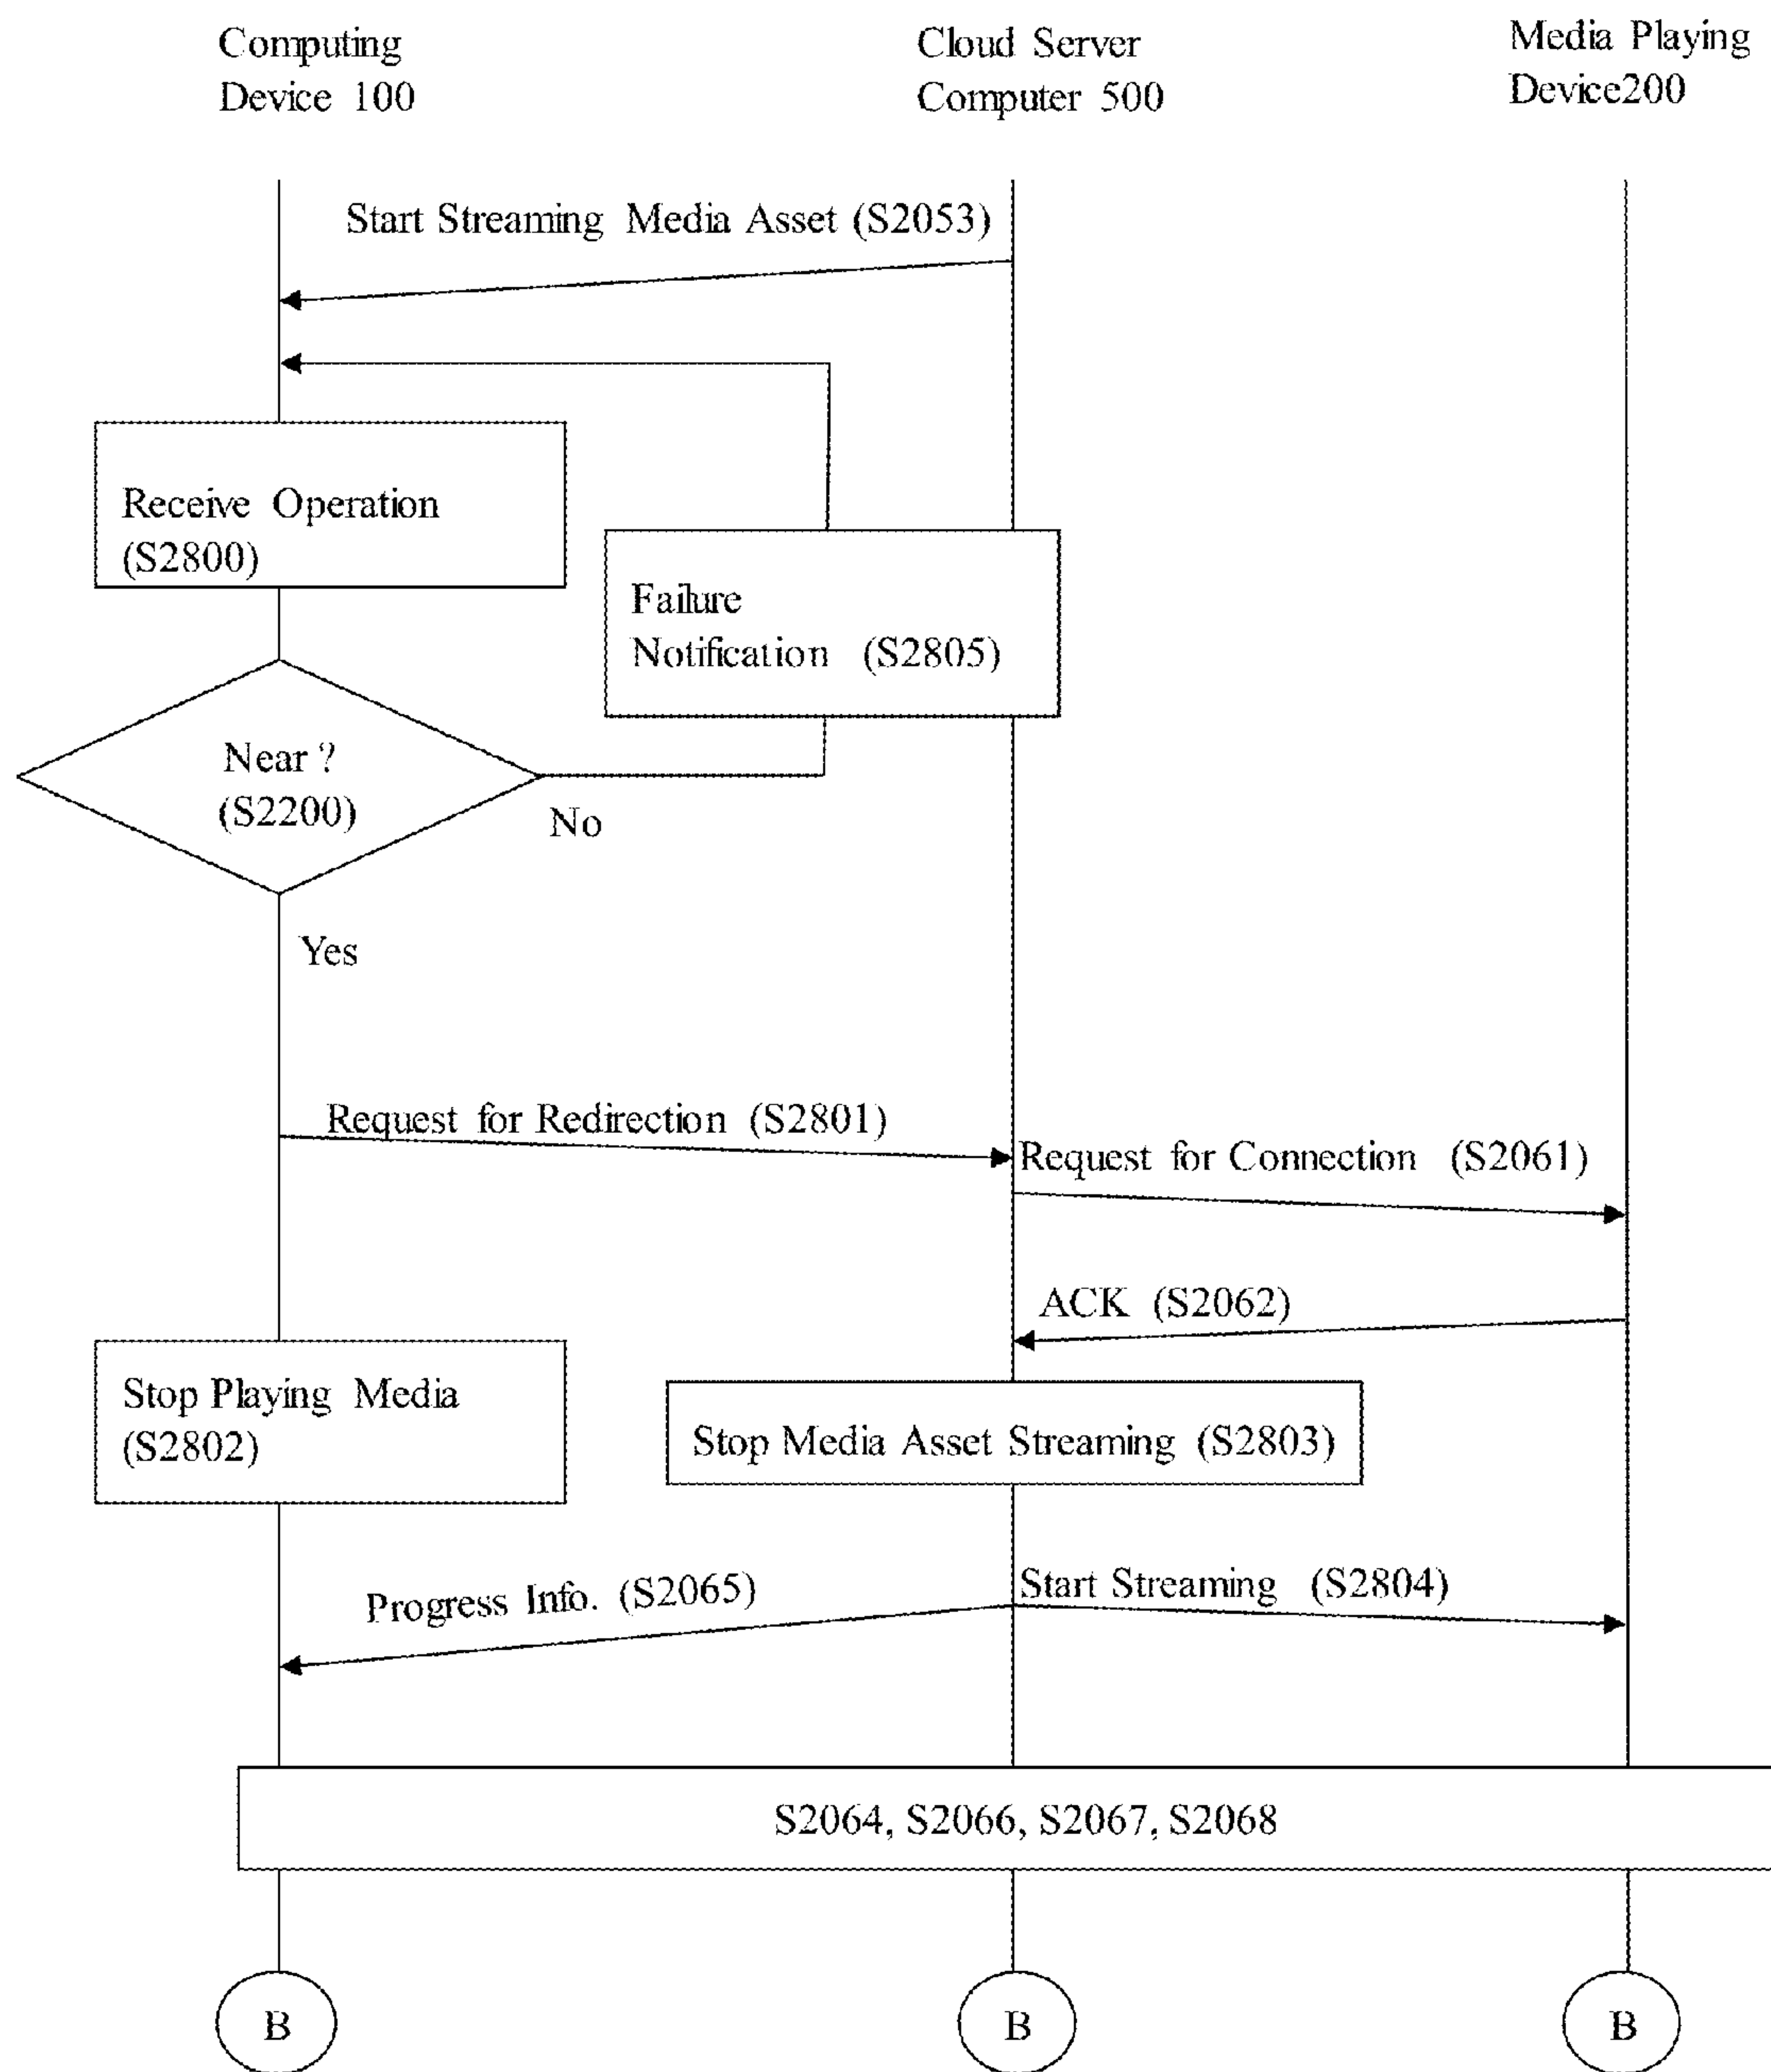 Computing
Device 100
Cloud Server
Computer 500
Media Playing
Device200
Start Streaming Media Asset (S2053)
Receive Operation
(S2800)
Failure
Notification (S2805)
Near ?
(S2200)
No
Yes
Request for Redirection (S2801)
Request for Connection (S2061)
ACK (S2062)
Stop Playing Media
(S2802)
Stop Media Asset Streaming (S2803)
Progress Info. (S2065)
Start Streaming (S2804)
S2064, S2066, S2067, S2068
B
B
B